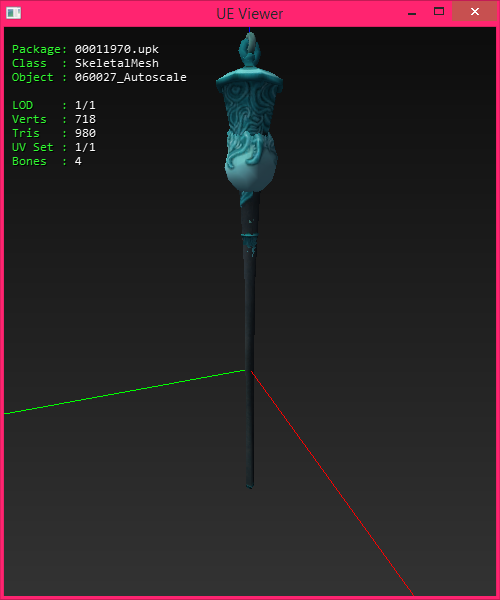 UE Viewer
Package: 00011970.upk
Class : SkeletalMesh
Object : 060027_Autoscale
LOD : 1/1
Verts : 718
Tris : 980
UV Set : 1/1
Bones : 4